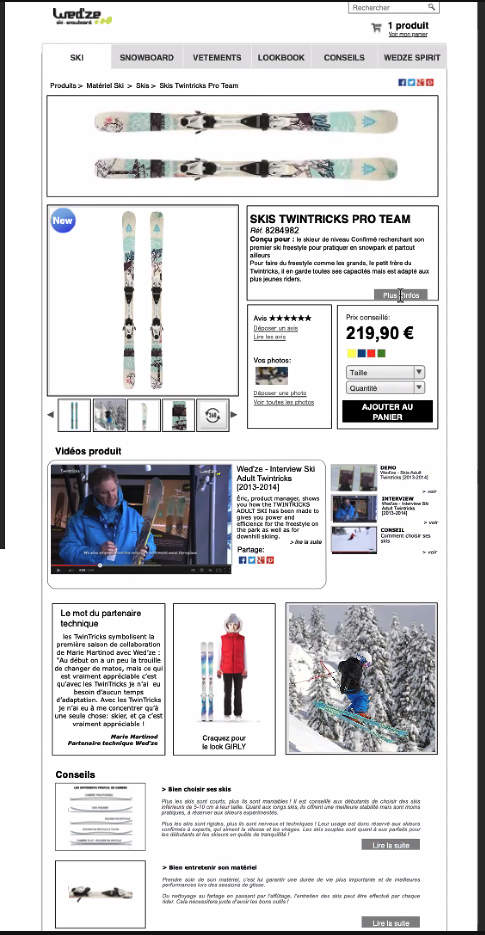 Wed'ze
ski - snowboard
Rechercher
1 produit
Voir mon panier
SKI SNOWBOARD VETEMENTS LOOKBOOK CONSEILS WEDZE SPIRIT
Produits > Matériel Ski > Skis > Skis Twintricks Pro Team
New
SKIS TWINTRICKS PRO TEAM
Réf. 8284982
Conçu pour : le skieur de niveau Confirmé recherchant son
premier ski freestyle pour pratiquer en snowpark et partout
ailleurs
Pour faire du freestyle comme les grands, le petit frère du
Twintricks, il en garde toutes ses capacités mais est adapté aux
plus jeunes riders.
Plus d'infos
Avis ★★★★★★
Déposer un avis
Lire les avis
Vos photos:
Déposer une photo
Voir toutes les photos
Prix conseillé:
219,90 €
Taille
Quantité
AJOUTER AU
PANIER
360
Vidéos produit
Twintricks
Wed'ze - Interview Ski
Adult Twintricks
[2013-2014]
Éric, product manager, shows
you how the TWINTRICKS
ADULT SKI has been made to
gives you power and
efficience for the freestyle on
the park as well as for
downhill skiing.
> lire la suite
Partage:
DEMO
Wed'ze - Skis Adult
Twintricks [2013-2014]
> voir
INTERVIEW
Wed'ze - Interview Ski
Adult Twintricks
[2013-2014]
> voir
CONSEIL
Comment choisir ses
skis
> voir
Le mot du partenaire
technique
les TwinTricks symbolisent la
première saison de collaboration
de Marie Martinod avec Wed'ze :
"Au début on a un peu la trouille
de changer de matos, mais ce qui
est vraiment appréciable c'est
qu'avec les TwinTricks je n'ai eu
besoin d'aucun temps
d'adaptation. Avec les TwinTricks
je n'ai eu à me concentrer qu'à
une seule chose: skier, et ça c'est
vraiment appréciable !
Marie Martinod
Partenaire technique Wed'ze
Craquez pour
le look GIRLY
Conseils
LES DIFFERENTS PROFILS DE CAMBRE
> Bien choisir ses skis
Plus les skis sont courts, plus ils sont maniables ! Il est conseillé aux débutants de choisir des skis
inférieurs de 5-10 cm à leur taille. Quant aux longs skis, ils offrent une meilleure stabilité mais sont moins
pratiques, à réserver aux skieurs expérimentés.
Plus les skis sont rigides, plus ils sont nerveux et techniques ! Leur usage est donc réservé aux skieurs
confirmés à experts, qui aiment la vitesse et les virages. Les skis souples sont quant à eux parfaits pour
les débutants et les skieurs en quête de tranquillité !
Lire la suite
> Bien entretenir son matériel
Prendre soin de son matériel, c'est lui garantir une durée de vie plus importante et de meilleures
performances lors des sessions de glisse.
Du nettoyage au fartage en passant par l'affûtage, l'entretien des skis peut être effectué par chaque
rider. Cela nécessitera juste d'avoir les bons outils !
Lire la suite